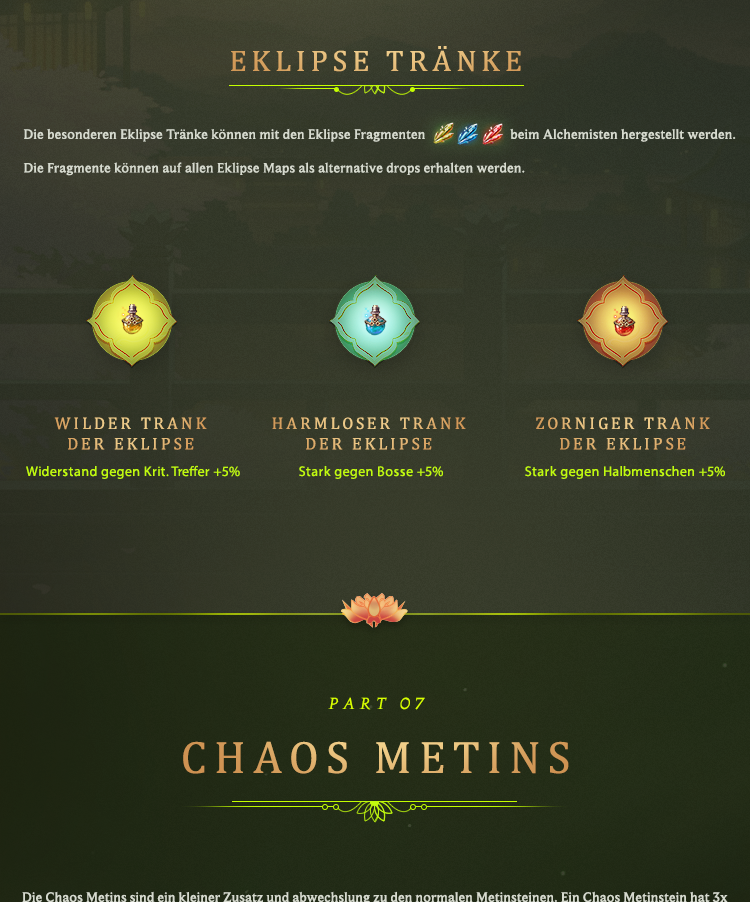 EKLIPSE TRÄNKE
Die besonderen Eklipse Tränke können mit den Eklipse Fragmenten beim Alchemisten hergestellt werden.
Die Fragmente können auf allen Eklipse Maps als alternative drops erhalten werden.
WILDER TRANK
DER EKLIPSE
Widerstand gegen Krit. Treffer +5%
HARMLOSER TRANK
DER EKLIPSE
Stark gegen Bosse +5%
ZORNIGER TRANK
DER EKLIPSE
Stark gegen Halbmenschen +5%
PART 07
CHAOS METINS
Die Chaos Metins sind ein kleiner Zusatz und abwechslung zu den normalen Metinsteinen. Ein Chaos Metinstein hat 3x